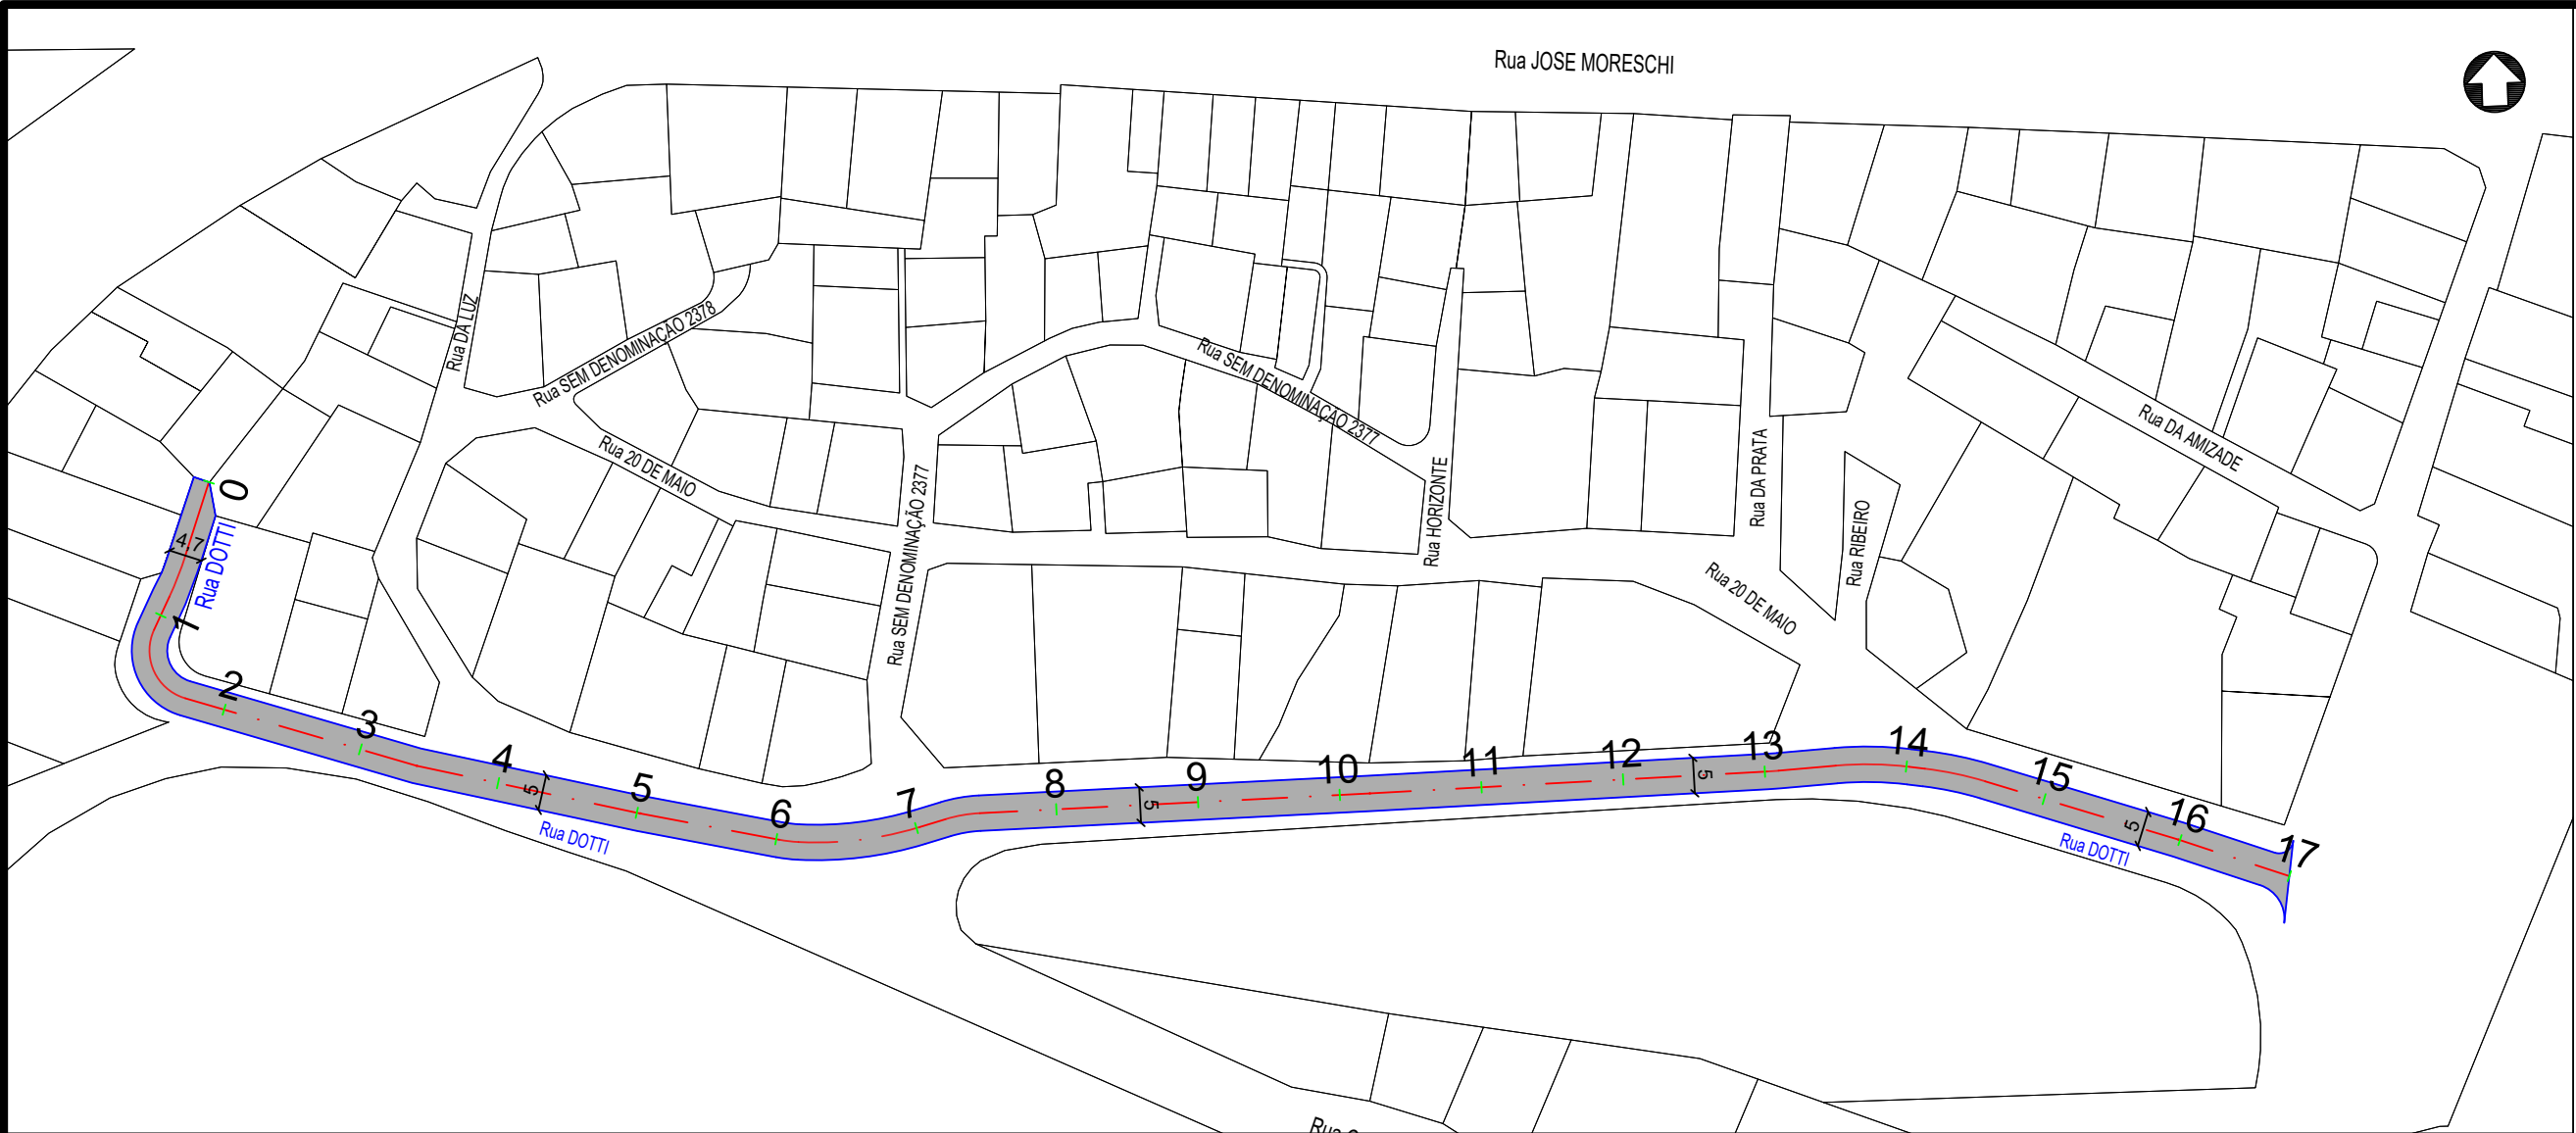 Rua JOSE MORESCHI
Rua DA LUZ
Rua SEM DENOMINAÇAO 2378
Rua SEM DENOMINAÇAO 2377
Rua 20 DE MAIO
Rua SEM DENOMINAÇÃO 2377
Rua HORIZONTE
Rua DA PRATA
Rua RIBEIRO
Rua DA AMIZADE
Rua 20 DE MAIO
0
4,7
Rua DOTTI
1
2
3
4
5
5
Rua DOTTI
6
7
8
5
9
10
11
12
5
13
14
15
5
16
Rua DOTTI
17
Rua